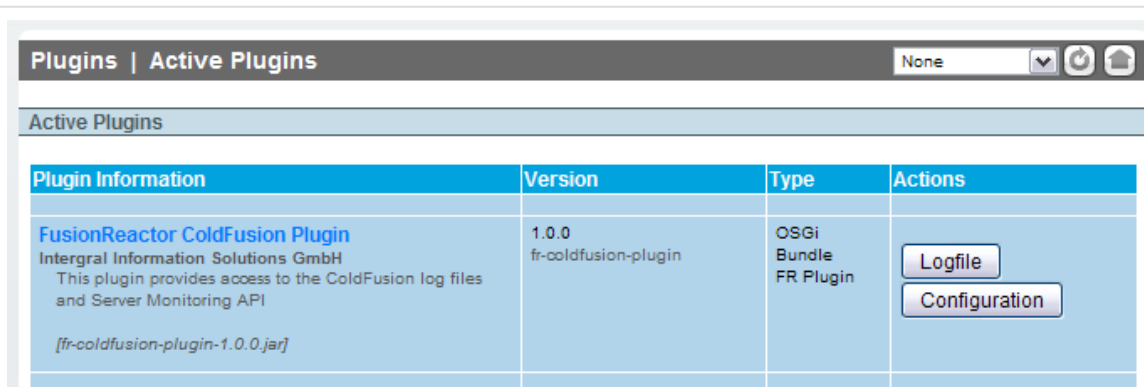 Plugins | Active Plugins
None
Active Plugins
Plugin Information
Version
Type
Actions
FusionReactor ColdFusion Plugin
Intergral Information Solutions GmbH
This plugin provides access to the ColdFusion log files
and Server Monitoring API
[fr-coldfusion-plugin-1.0.0.jar]
1.0.0
fr-coldfusion-plugin
OSGi
Bundle
FR Plugin
Logfile
Configuration